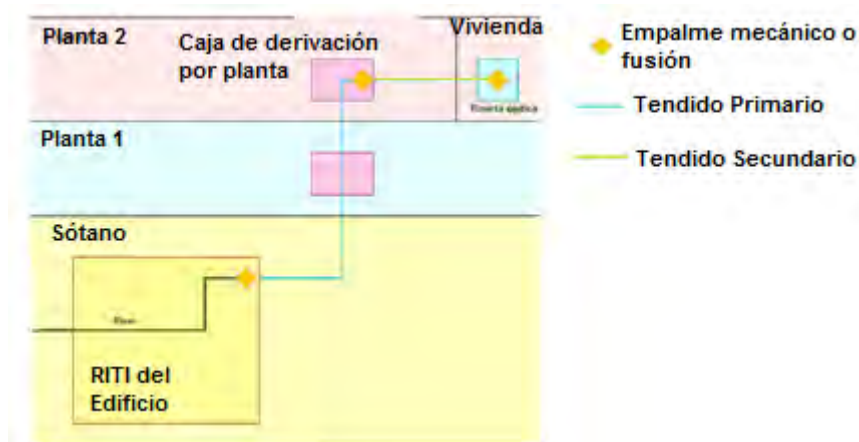 Planta 2
Caja de derivación
por planta
Vivienda
Planta 1
Sótano
RITI del
Edificio
Empalme mecánico o
fusión
Tendido Primario
Tendido Secundario